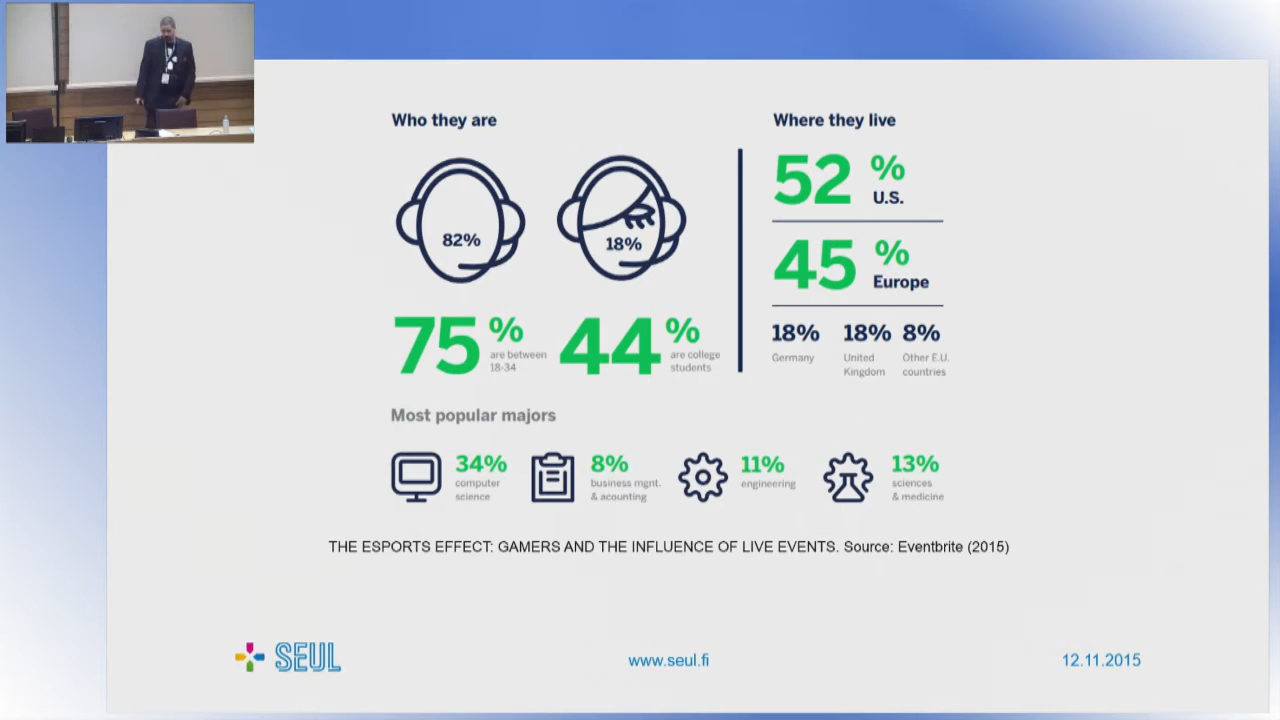 Who they are
82%
18%
75 %
are between
18-34
44 %
are college
students
Where they live
52 %
U.S.
45 %
Europe
18%
Germany
18%
United
Kingdom
8%
Other E.U.
countries
Most popular majors
34%
computer
science
8%
business mgnt.
& acounting
11%
engineering
13%
sciences
& medicine
THE ESPORTS EFFECT: GAMERS AND THE INFLUENCE OF LIVE EVENTS. Source: Eventbrite (2015)
SEUL
www.seul.fi
12.11.2015